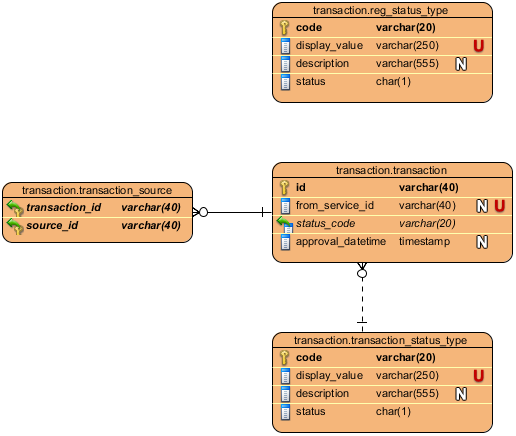 transaction.reg_status_type
code varchar(20)
display_value varchar(250) U
description varchar(555) N
status char(1)
transaction.transaction_source
transaction_id varchar(40)
source_id varchar(40)
transaction.transaction
id varchar(40)
from_service_id varchar(40) N U
status_code varchar(20)
approval_datetime timestamp N
transaction.transaction_status_type
code varchar(20)
display_value varchar(250) U
description varchar(555) N
status char(1)